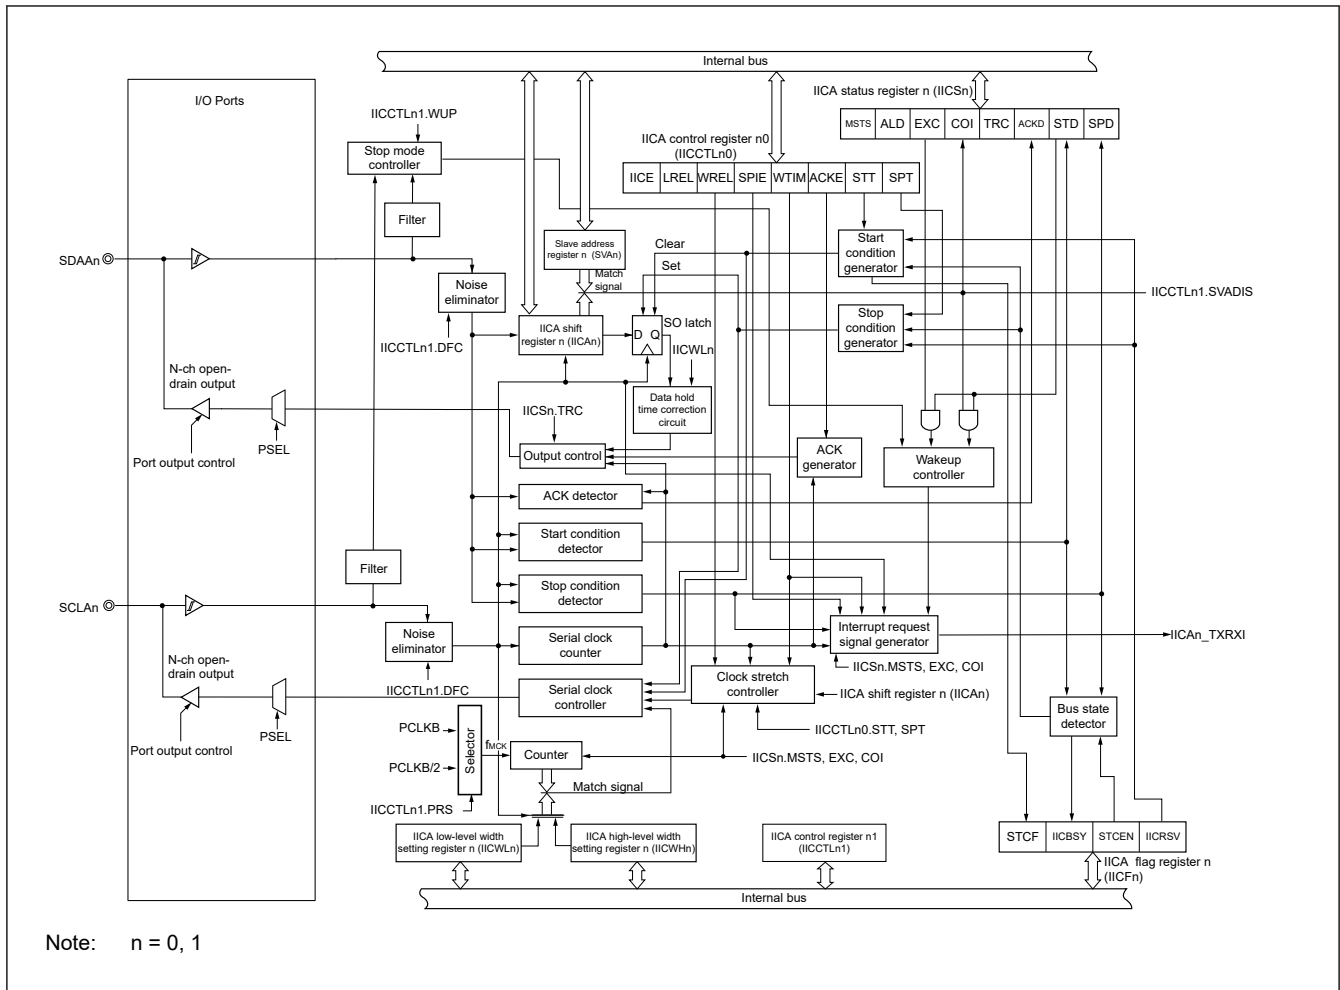 Internal bus
I/O Ports
IICA status register n (IICSn)
IICCTLn1.WUP
MSTS ALD EXC COI TRC ACKD STD SPD
Stop mode
controller
IICA control register n0
(IICCTLn0)
IICE LREL WREL SPIE WTIM ACKE STT SPT
Filter
Slave address
register n (SVAn)
Clear
Start
condition
generator
SDAAn
Set
Match
signal
Noise
eliminator
IICCTLn1.SVADIS
Stop
condition
generator
IICA shift
register n (IICAn)
D Q
SO latch
IICCTLn1.DFC
IICWLn
N-ch open-
drain output
Data hold
time correction
circuit
IICSn.TRC
PSEL
Port output control
Output control
ACK
generator
Wakeup
controller
ACK detector
Start condition
detector
Filter
Stop condition
detector
SCLAn
Noise
eliminator
Serial clock
counter
Interrupt request
signal generator
IICAn_TXRXI
N-ch open-
drain output
IICSn.MSTS, EXC, COI
IICCTLn1.DFC
Serial clock
controller
Clock stretch
controller
IICA shift register n (IICAn)
Bus state
detector
PSEL
Port output control
PCLKB
IICCTLn0.STT, SPT
Selector
fMCK
Counter
IICSn.MSTS, EXC, COI
PCLKB/2
Match signal
IICCTLn1.PRS
IICA low-level width
setting register n (IICWLn)
IICA high-level width
setting register n (IICWHn)
IICA control register n1
(IICCTLn1)
STCF IICBSY STCEN IICRSV
IICA flag register n
(IICFn)
Internal bus
Note: n = 0, 1